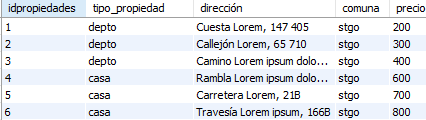 idpropiedades tipo_propiedad dirección comuna precio
1 depto Cuesta Lorem, 147 405 stgo 200
2 depto Callejón Lorem, 65 710 stgo 300
3 depto Camino Lorem ipsum dolo... stgo 400
4 casa Rambla Lorem ipsum dolo... stgo 600
5 casa Carretera Lorem, 21B stgo 700
6 casa Travesía Lorem ipsum, 166B stgo 800